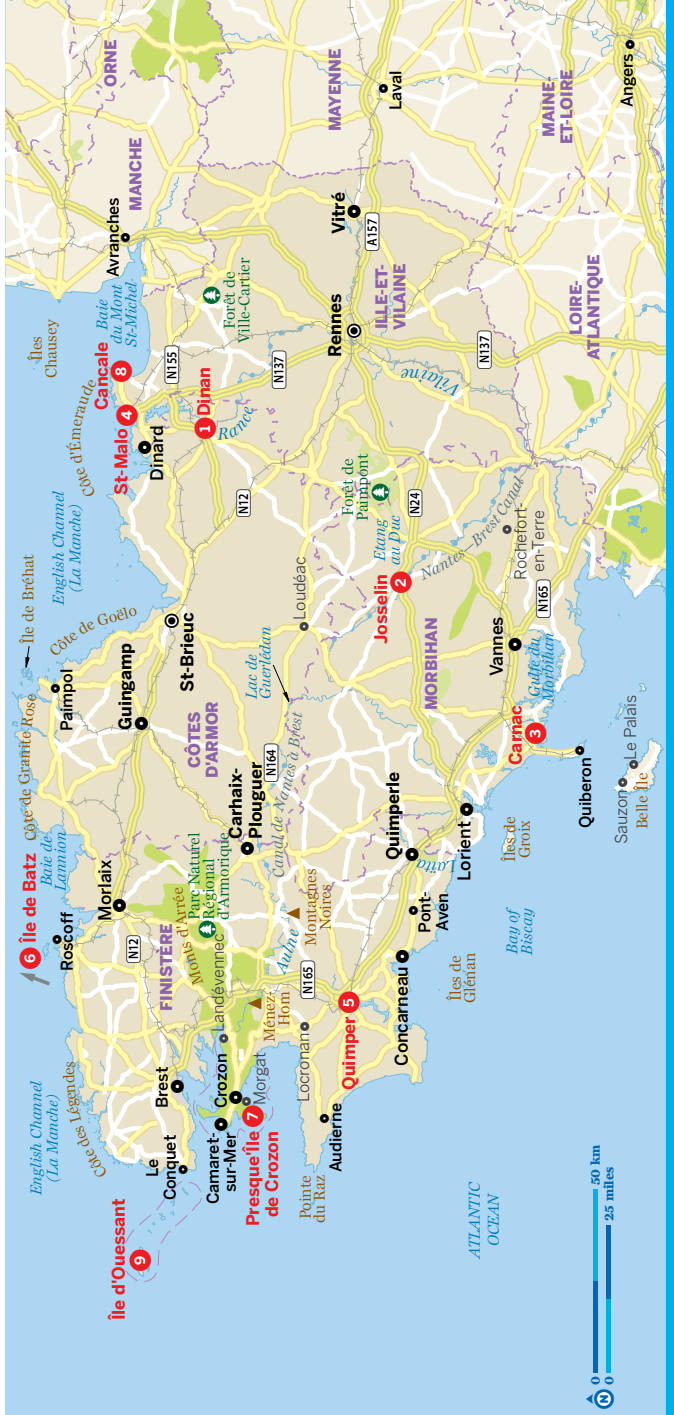 English Channel
(La Manche)
Île de Bréhat
Îles
Chausey
ORNE
6 Île de Batz
Côte de Granite Rose
Paimpol
Côte de Goëlo
English Channel
(La Manche)
Côte d'Émeraude
Cancale
8
Baie
du Mont
St-Michel
Avranches
MANCHE
Roscoff
Baie de
Lannion
St-Malo 4
Dinard
N155
Côte des Légendes
Morlaix
Guingamp
N12
St-Brieuc
1 Dinan
Rance
N137
Forêt de
Ville-Cartier
MAYENNE
Île d'Ouessant
9
Le
Conquet
Brest
FINISTÈRE
Monts d'Arrée
Parc Naturel
Régional
d'Armorique
CÔTES
D'ARMOR
N12
Landévennec
Camaret-
sur-Mer
Crozon
7
Morgat
Presque'île
de Crozon
Ménez-
Hom
Carhaix-
Plouguer
N164
Lac de
Guerlédan
Loudéac
Forêt de
Paimpont
Rennes
Vitré
A157
Laval
Aulne
Montagnes
Noires
Canal de Nantes à Brest
ILLE-ET-
VILAINE
Pointe
du Raz
Locronan
N165
Audierne
Quimper 5
Josselin
2
Etang
au Duc
N24
Vilaine
N137
MAINE-
ET-LOIRE
Concarneau
Pont-
Aven
Quimperlé
Laïta
MORBIHAN
Nantes–Brest Canal
Rochefort-
en-Terre
LOIRE-
ATLANTIQUE
Angers
Îles de
Glénan
Lorient
Vannes
N165
Bay of
Biscay
Îles de
Groix
Carnac
3
Golfe du
Morbihan
ATLANTIC
OCEAN
Quiberon
Sauzon
Le Palais
Belle Île
N
0 50 km
0 25 miles